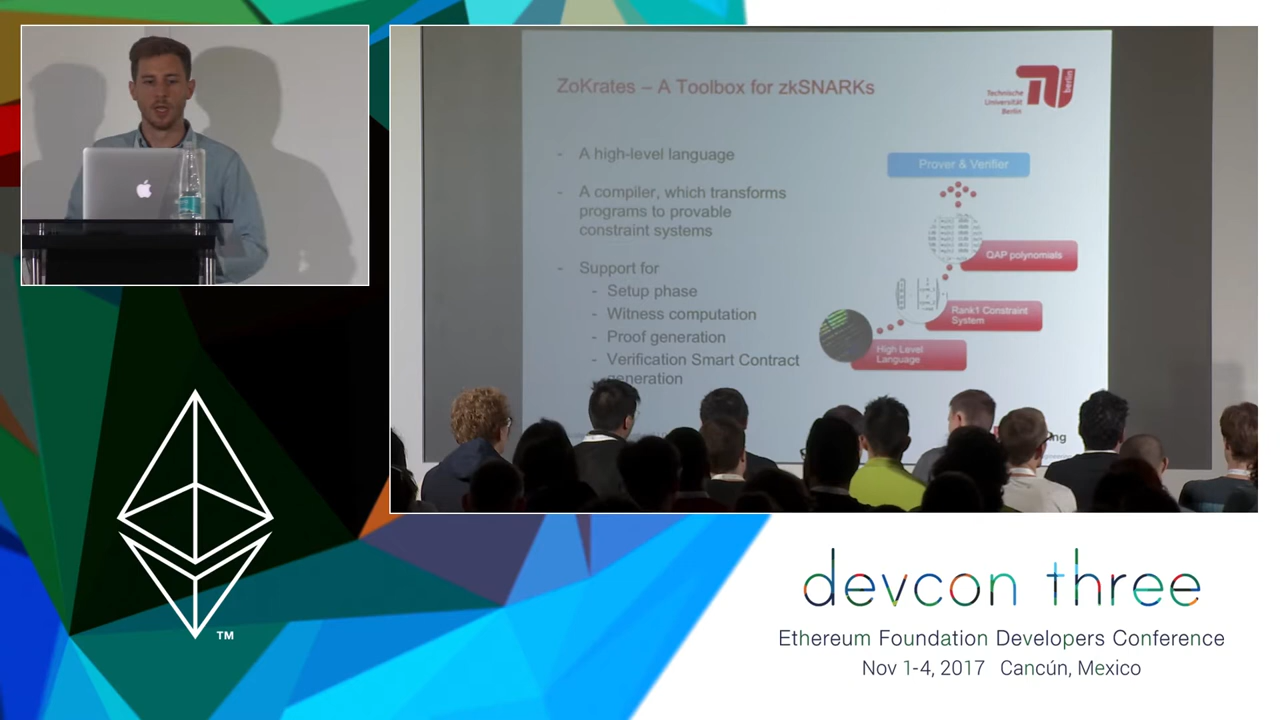 ZoKrates – A Toolbox for zkSNARKs
Technische
Universität
Berlin
berlin
- A high-level language
- A compiler, which transforms
programs to provable
constraint systems
- Support for
- Setup phase
- Witness computation
- Proof generation
- Verification Smart Contract
generation
Prover & Verifier
QAP polynomials
Rank1 Constraint
System
High Level
Language
TM
devcon three
Ethereum Foundation Developers Conference
Nov 1-4, 2017 Cancún, Mexico